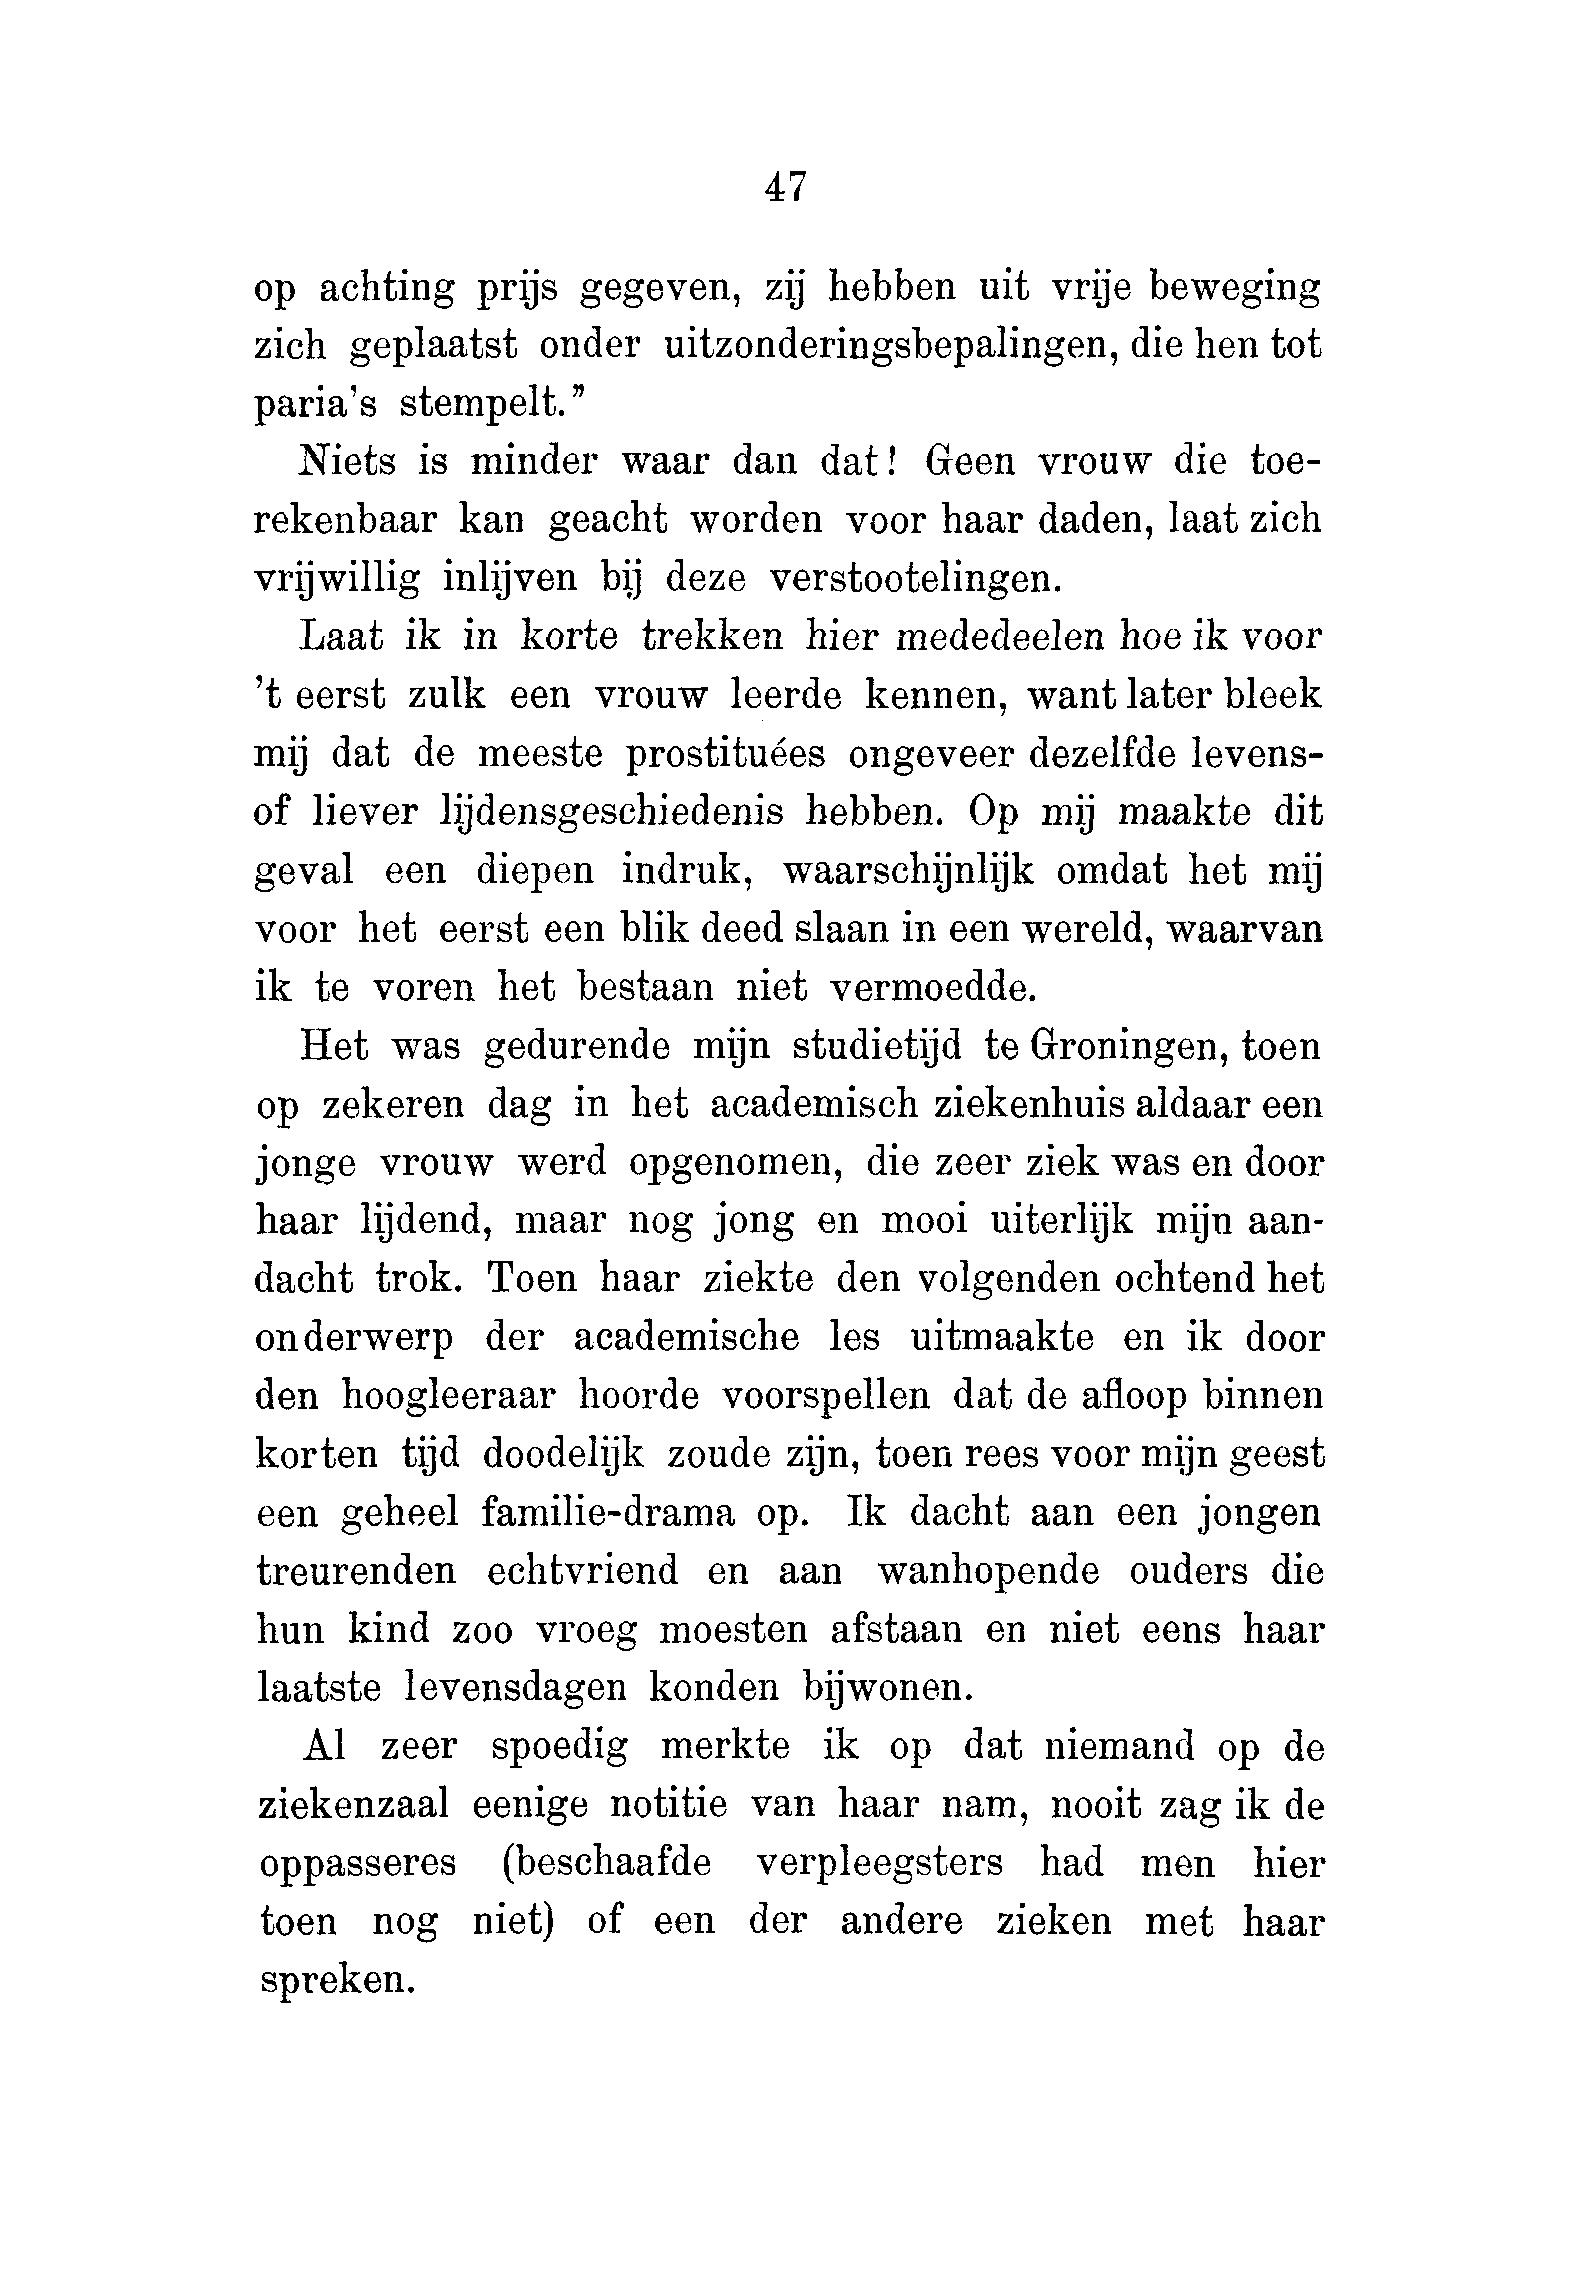 47
op achting prijs gegeven, zij hebben uit vrije beweging
zich geplaatst onder uitzonderingsbepalingen, die hen tot
paria's stempelt.”
Niets is minder waar dan dat! Geen vrouw die toe-
rekenbaar kan geacht worden voor haar daden, laat zich
vrijwillig inlijven bij deze verstootelingen.
Laat ik in korte trekken hier mededeelen hoe ik voor
't eerst zulk een vrouw leerde kennen, want later bleek
mij dat de meeste prostituées ongeveer dezelfde levens-
of liever lijdensgeschiedenis hebben. Op mij maakte dit
geval een diepen indruk, waarschijnlijk omdat het mij
voor het eerst een blik deed slaan in een wereld, waarvan
ik te voren het bestaan niet vermoedde.
Het was gedurende mijn studietijd te Groningen, toen
op zekeren dag in het academisch ziekenhuis aldaar een
jonge vrouw werd opgenomen, die zeer ziek was en door
haar lijdend, maar nog jong en mooi uiterlijk mijn aan-
dacht trok. Toen haar ziekte den volgenden ochtend het
onderwerp der academische les uitmaakte en ik door
den hoogleeraar hoorde voorspellen dat de afloop binnen
korten tijd doodelijk zoude zijn, toen rees voor mijn geest
een geheel familie-drama op. Ik dacht aan een jongen
treurenden echtvriend en aan wanhopende ouders die
hun kind zoo vroeg moesten afstaan en niet eens haar
laatste levensdagen konden bijwonen.
Al zeer spoedig merkte ik op dat niemand op de
ziekenzaal eenige notitie van haar nam, nooit zag ik de
oppasseres (beschaafde verpleegsters had men hier
toen nog niet) of een der andere zieken met haar
spreken.